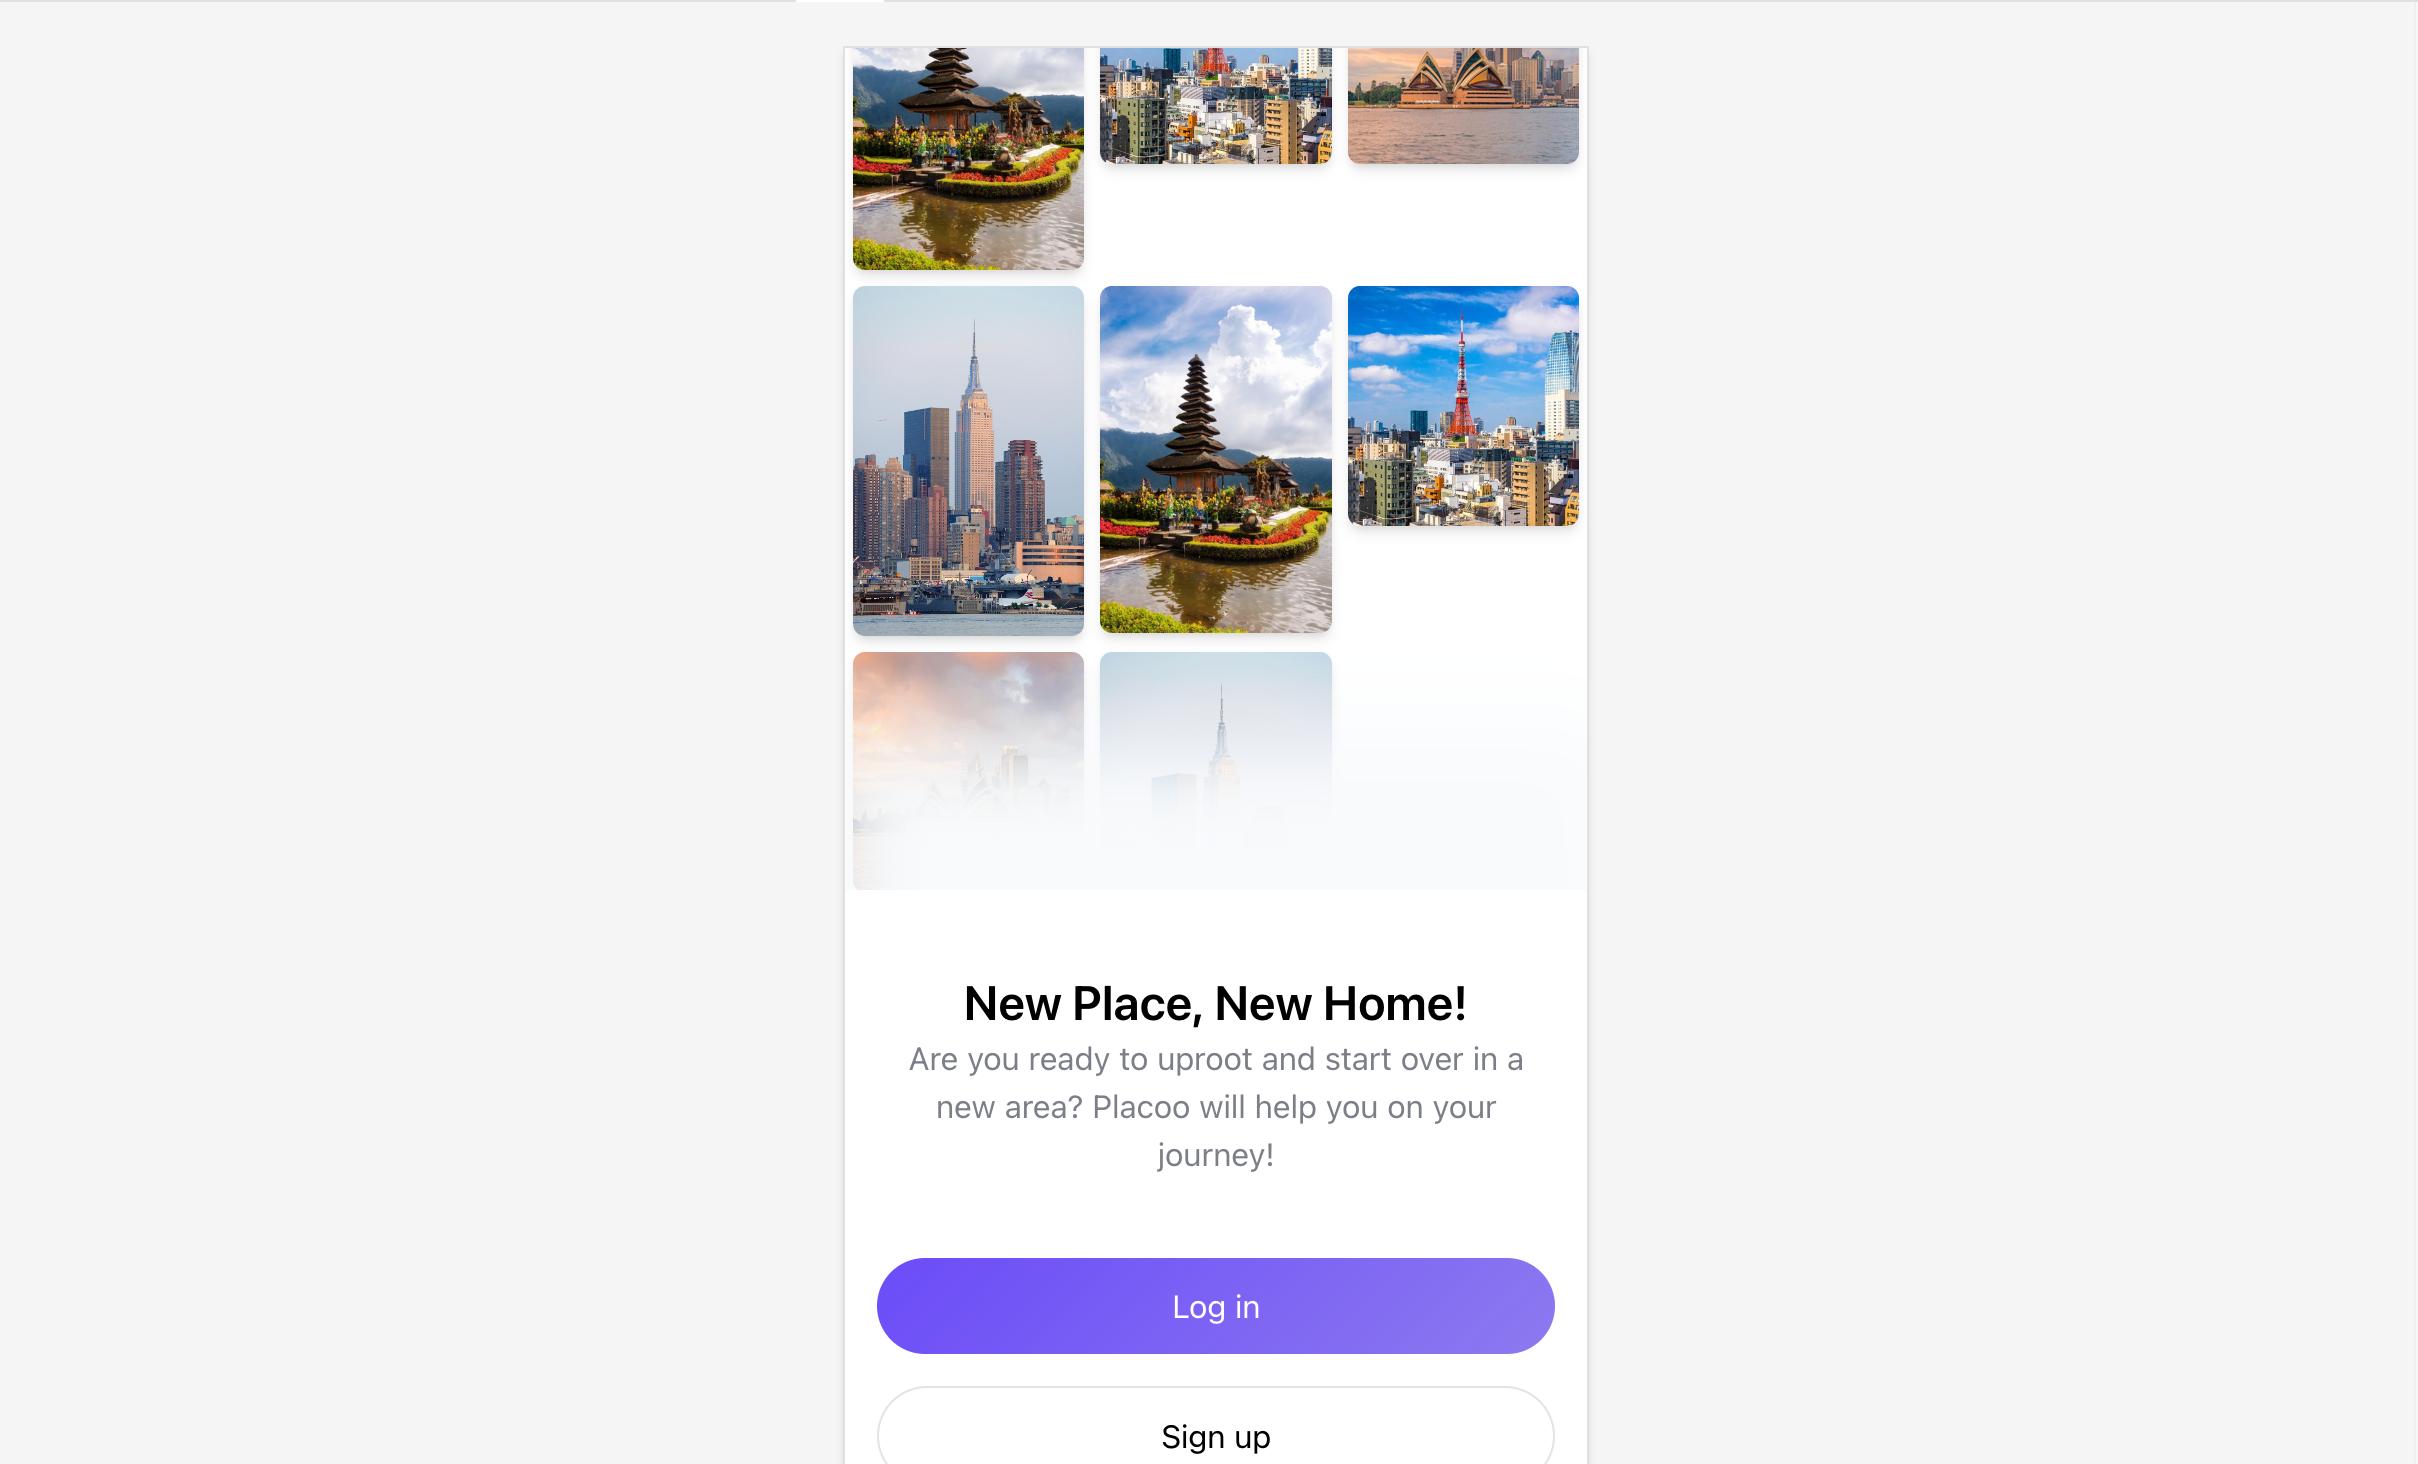 New Place, New Home!
Are you ready to uproot and start over in a
new area? Placoo will help you on your
journey!
Log in
Sign up